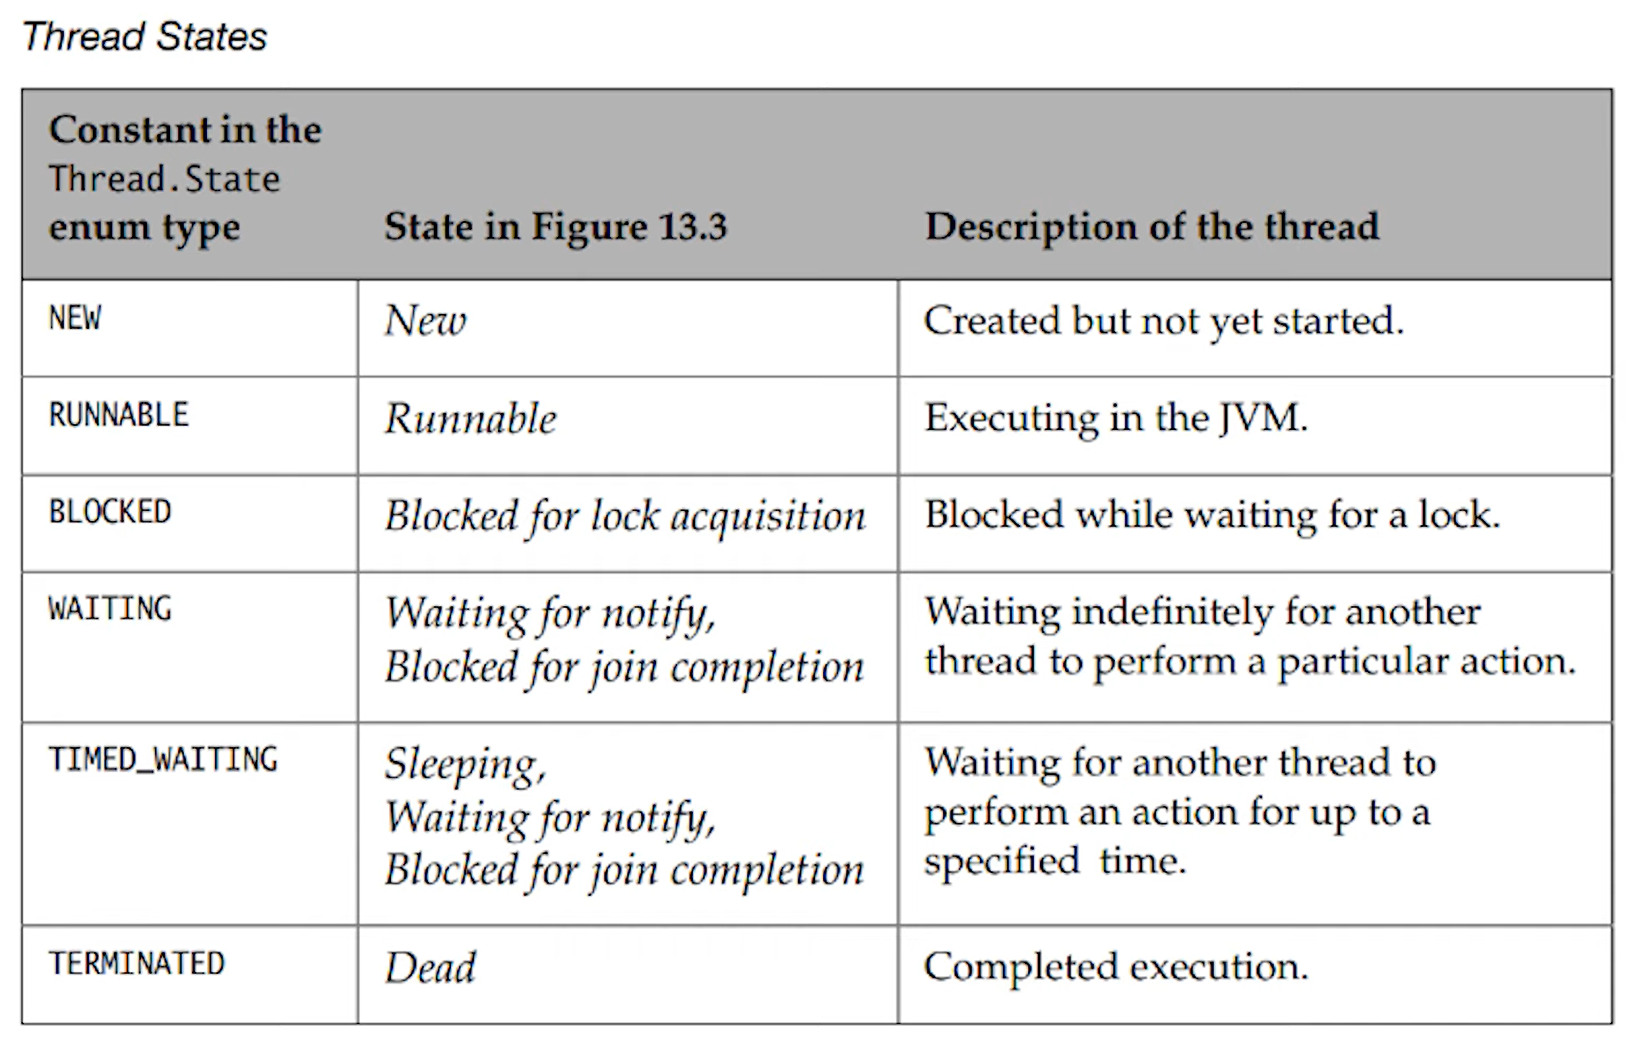 Thread States
Constant in the
Thread.State
enum type
State in Figure 13.3
Description of the thread
NEW
New
Created but not yet started.
RUNNABLE
Runnable
Executing in the JVM.
BLOCKED
Blocked for lock acquisition
Blocked while waiting for a lock.
WAITING
Waiting for notify,
Blocked for join completion
Waiting indefinitely for another
thread to perform a particular action.
TIMED_WAITING
Sleeping,
Waiting for notify,
Blocked for join completion
Waiting for another thread to
perform an action for up to a
specified time.
TERMINATED
Dead
Completed execution.